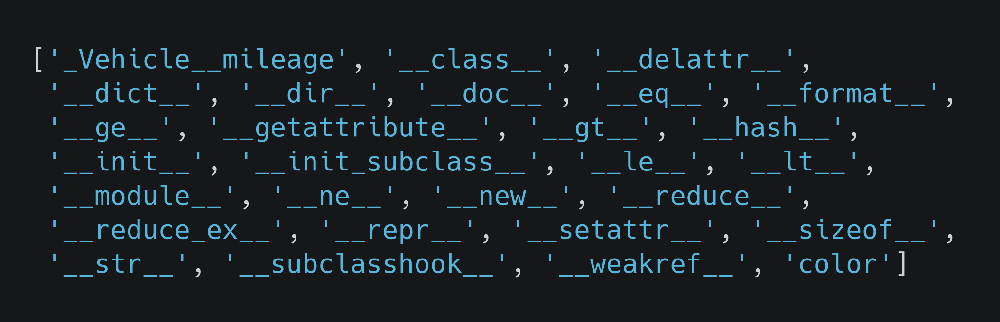 ['_Vehicle__mileage', '__class__', '__delattr__',
'__dict__', '__dir__', '__doc__', '__eq__', '__format__',
'__ge__', '__getattribute__', '__gt__', '__hash__',
'__init__', '__init_subclass__', '__le__', '__lt__',
'__module__', '__ne__', '__new__', '__reduce__',
'__reduce_ex__', '__repr__', '__setattr__', '__sizeof__',
'__str__', '__subclasshook__', '__weakref__', 'color']